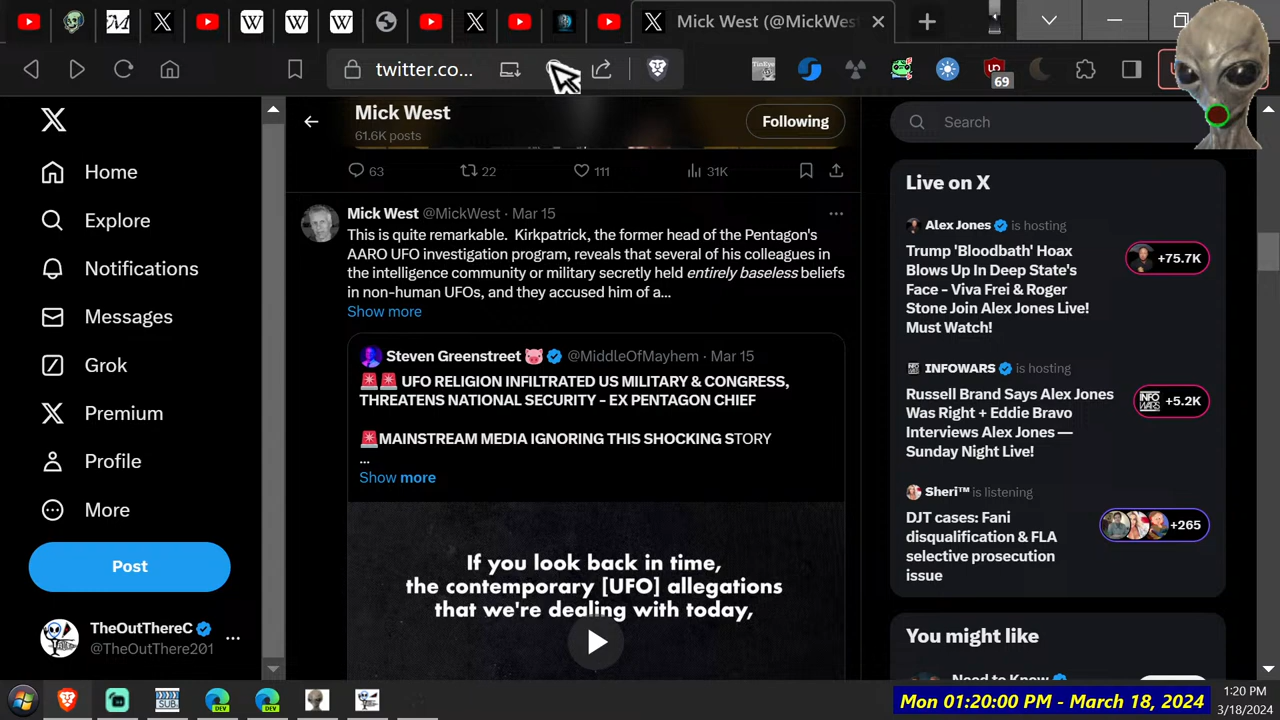 Mick West (@MickWest
twitter.co...
69
Home
Explore
Notifications
Messages
Grok
Premium
Profile
More
Post
TheOutThereC
@TheOutThere201
Mick West
61.6K posts
Following
63
22
111
31K
Mick West @MickWest · Mar 15
This is quite remarkable. Kirkpatrick, the former head of the Pentagon's
AARO UFO investigation program, reveals that several of his colleagues in
the intelligence community or military secretly held entirely baseless beliefs
in non-human UFOs, and they accused him of a...
Show more
Steven Greenstreet 🐷 @MiddleOfMayhem · Mar 15
🚨🚨 UFO RELIGION INFILTRATED US MILITARY & CONGRESS,
THREATENS NATIONAL SECURITY - EX PENTAGON CHIEF
🚨MAINSTREAM MEDIA IGNORING THIS SHOCKING STORY
...
Show more
If you look back in time,
the contemporary [UFO] allegations
that we're dealing with today,
Search
Live on X
Alex Jones is hosting
Trump 'Bloodbath' Hoax
Blows Up In Deep State's
Face - Viva Frei & Roger
Stone Join Alex Jones Live!
Must Watch!
+75.7K
INFOWARS is hosting
Russell Brand Says Alex Jones
Was Right + Eddie Bravo
Interviews Alex Jones —
Sunday Night Live!
INFO
WARS
+5.2K
Sheri™ is listening
DJT cases: Fani
disqualification & FLA
selective prosecution
issue
+265
You might like
Need to Know
SUB
DEV
DEV
Mon 01:20:00 PM - March 18, 2024
1:20 PM
3/18/2024